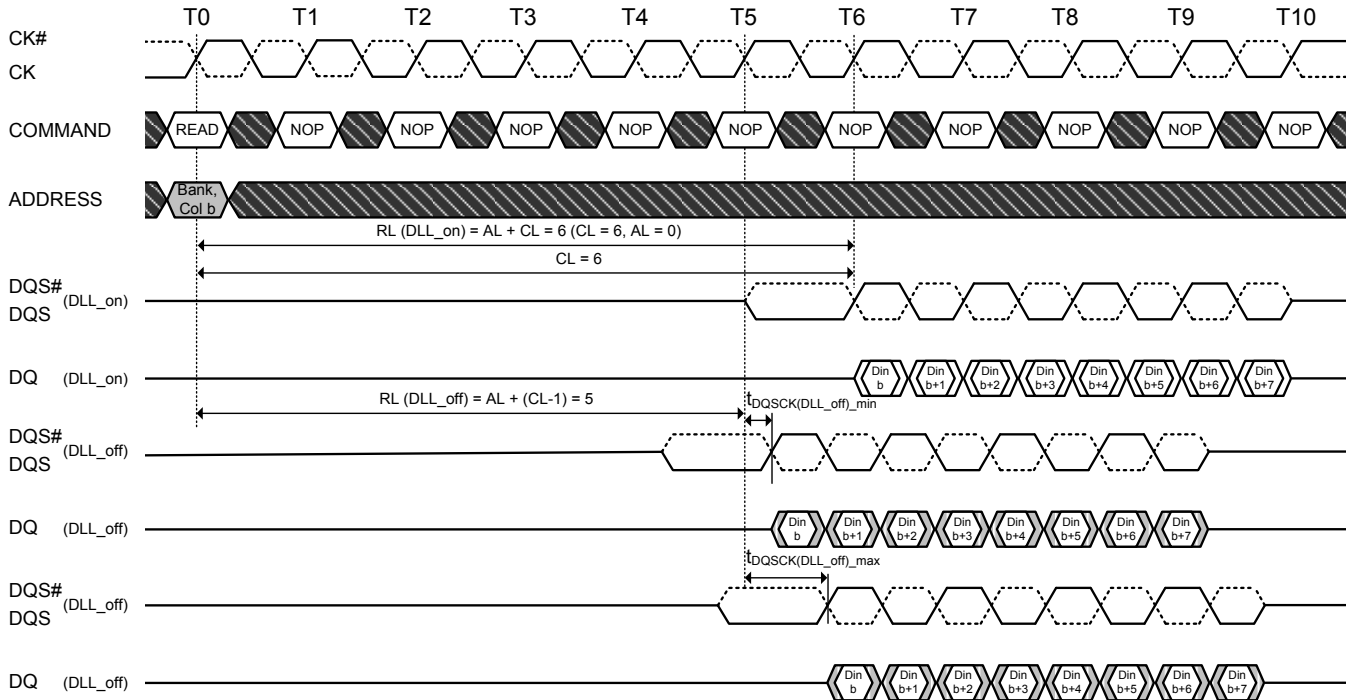 T0 T1 T2 T3 T4 T5 T6 T7 T8 T9 T10
CK#
CK
COMMAND READ NOP NOP NOP NOP NOP NOP NOP NOP NOP NOP
ADDRESS Bank,
Col b
RL (DLL_on) = AL + CL = 6 (CL = 6, AL = 0)
CL = 6
DQS#
(DLL_on)
DQS
DQ (DLL_on) Din b Din b+1 Din b+2 Din b+3 Din b+4 Din b+5 Din b+6 Din b+7
RL (DLL_off) = AL + (CL-1) = 5 tDQSCK(DLL_off)_min
DQS#
(DLL_off)
DQS
DQ (DLL_off) Din b Din b+1 Din b+2 Din b+3 Din b+4 Din b+5 Din b+6 Din b+7
tDQSCK(DLL_off)_max
DQS#
(DLL_off)
DQS
DQ (DLL_off) Din b Din b+1 Din b+2 Din b+3 Din b+4 Din b+5 Din b+6 Din b+7